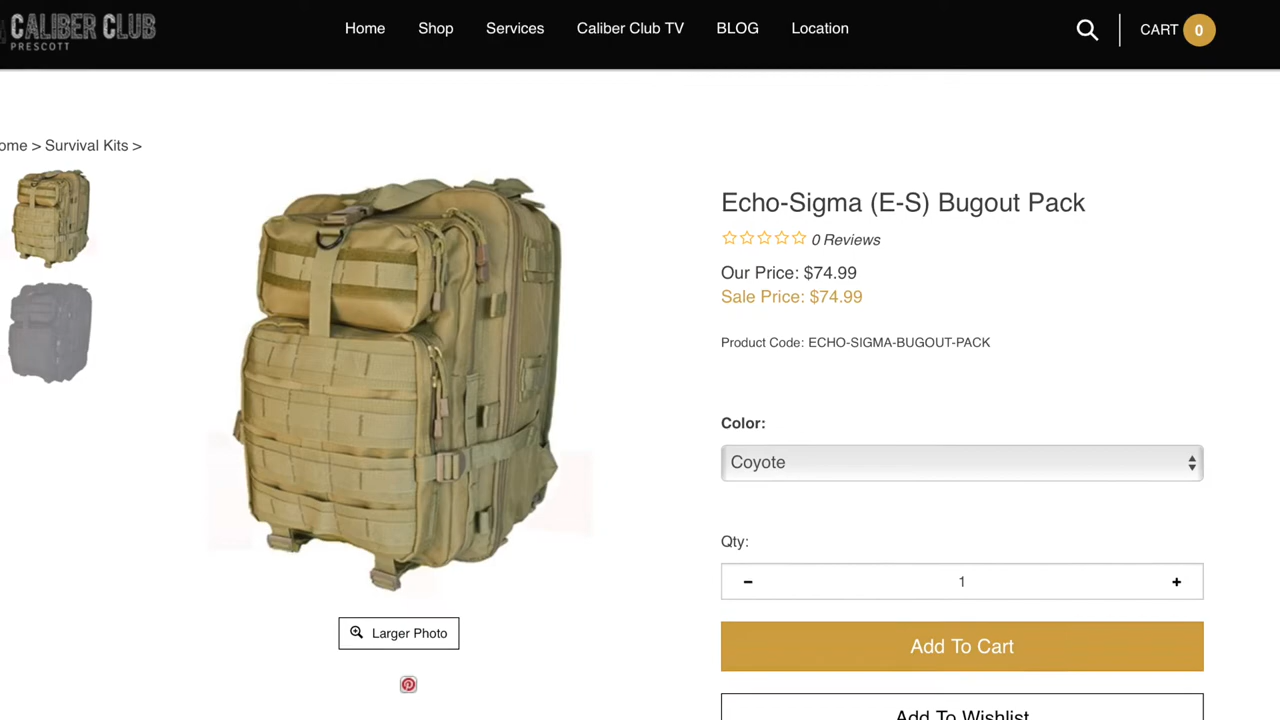 CALIBER CLUB
PRESCOTT
Home Shop Services Caliber Club TV BLOG Location
CART 0
ome > Survival Kits >
Echo-Sigma (E-S) Bugout Pack
0 Reviews
Our Price: $74.99
Sale Price: $74.99
Product Code: ECHO-SIGMA-BUGOUT-PACK
Color:
Coyote
Qty:
- 1 +
Larger Photo
Add To Cart
Add To Wishlist